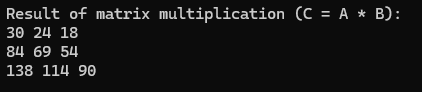 Result of matrix multiplication (C = A * B):
30 24 18
84 69 54
138 114 90